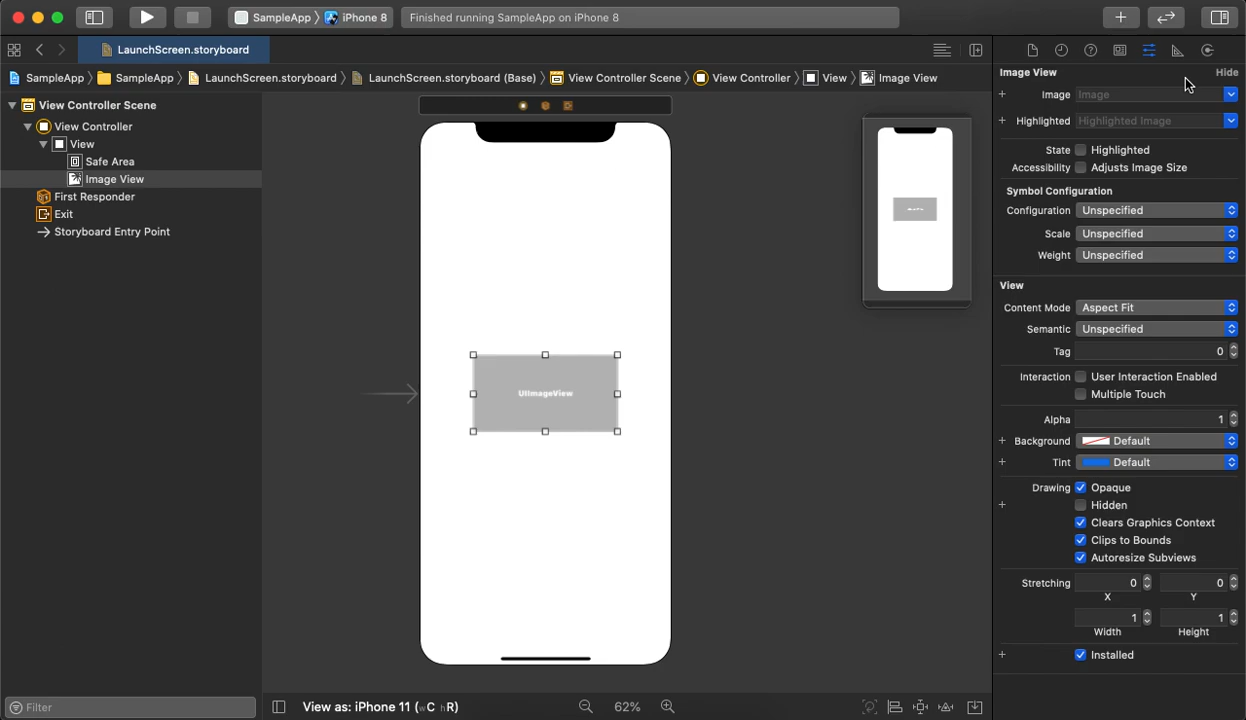 SampleApp 〉 iPhone 8
Finished running SampleApp on iPhone 8
LaunchScreen.storyboard
SampleApp 〉 SampleApp 〉 LaunchScreen.storyboard 〉 LaunchScreen.storyboard (Base) 〉 View Controller Scene 〉 View Controller 〉 View 〉 Image View
View Controller Scene
View Controller
View
Safe Area
Image View
First Responder
Exit
Storyboard Entry Point
Filter
UIImageView
View as: iPhone 11 (wC hR)
62%
Image View Hide
Image Image
Highlighted Highlighted Image
State Highlighted
Accessibility Adjusts Image Size
Symbol Configuration
Configuration Unspecified
Scale Unspecified
Weight Unspecified
View
Content Mode Aspect Fit
Semantic Unspecified
Tag 0
Interaction User Interaction Enabled
Multiple Touch
Alpha 1
Background Default
Tint Default
Drawing Opaque
Hidden
Clears Graphics Context
Clips to Bounds
Autoresize Subviews
Stretching 0 0
X Y
1 1
Width Height
Installed